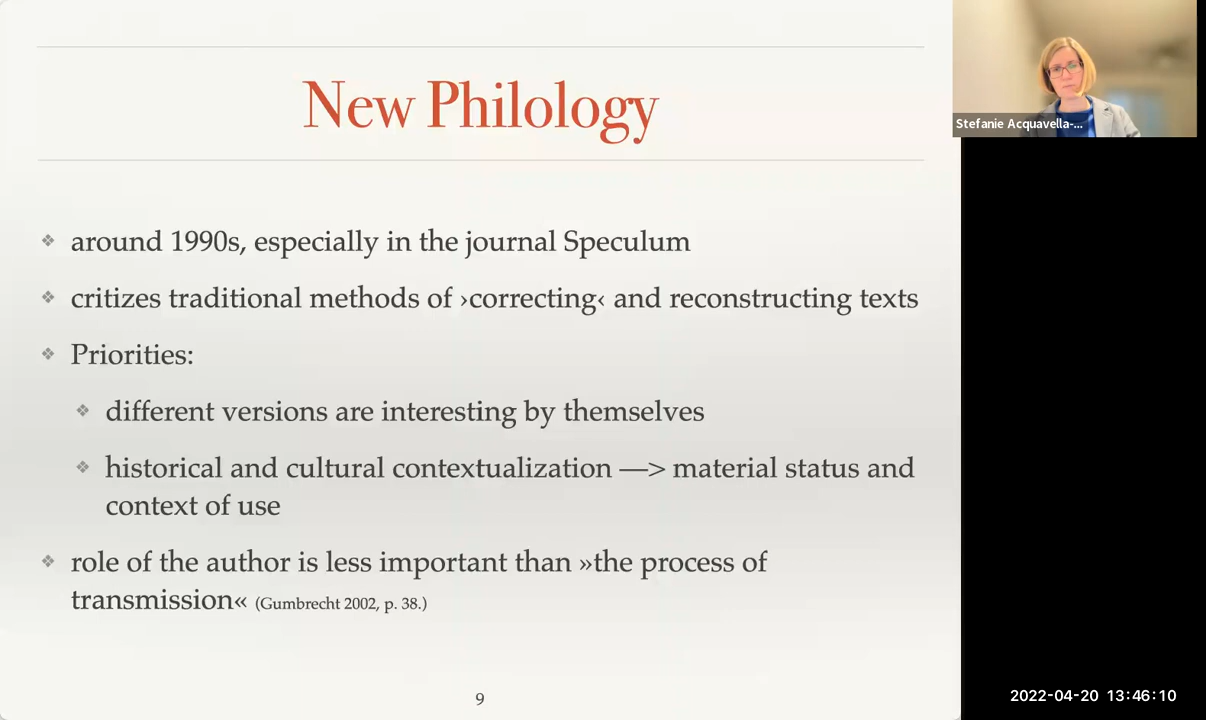 New Philology
around 1990s, especially in the journal Speculum
critizes traditional methods of ›correcting‹ and reconstructing texts
Priorities:
different versions are interesting by themselves
historical and cultural contextualization —> material status and
context of use
role of the author is less important than »the process of
transmission« (Gumbrecht 2002, p. 38.)
9
Stefanie Acquavella-...
2022-04-20 13:46:10